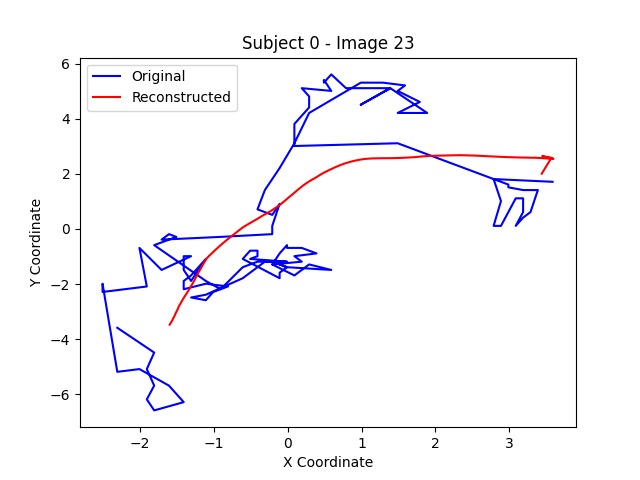 Subject 0 - Image 23
Original
Reconstructed
Y Coordinate
6
4
2
0
−2
−4
−6
−2
−1
0
1
2
3
X Coordinate